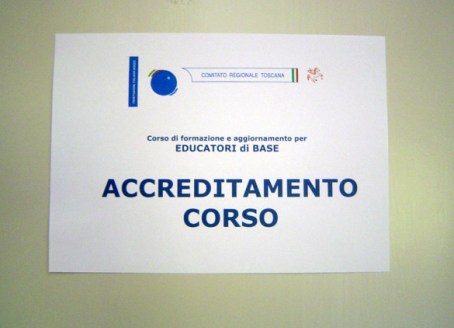 COMITATO REGIONALE TOSCANA
Corso di formazione e aggiornamento per
EDUCATORI di BASE
ACCREDITAMENTO
CORSO